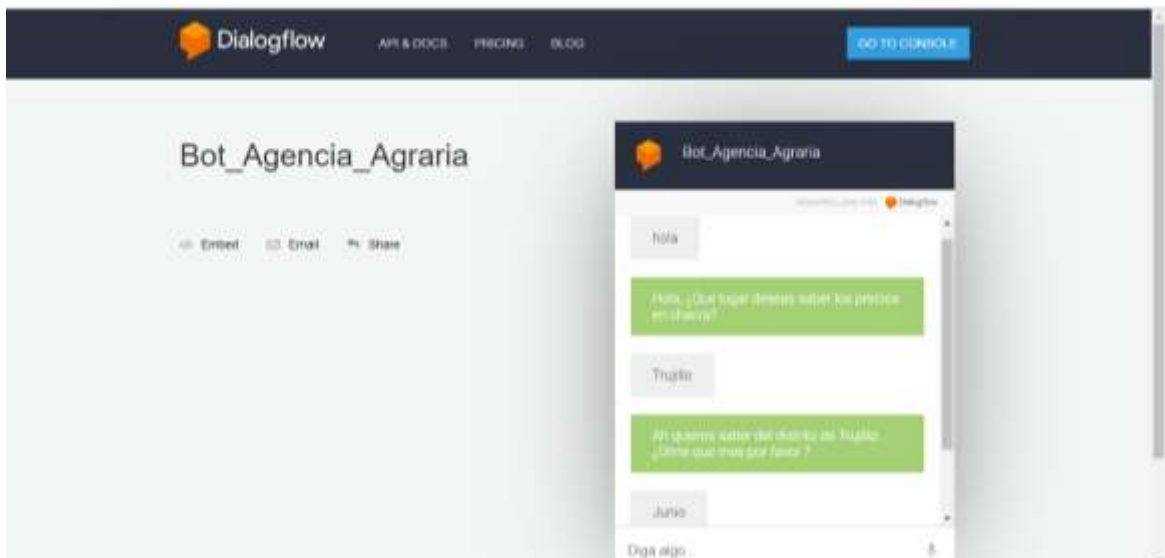 Dialogflow
API & DOCS PRICING BLOG
GO TO CONSOLE
Bot_Agencia_Agraria
Embed Email Share
Bot_Agencia_Agraria
Dialogflow
hola
Hola, ¿Que lugar deseas saber los precios
en chacra?
Trujillo
Ah quieres saber del distrito de Trujillo.
¿Dime que mes por favor ?
Junio
Diga algo...